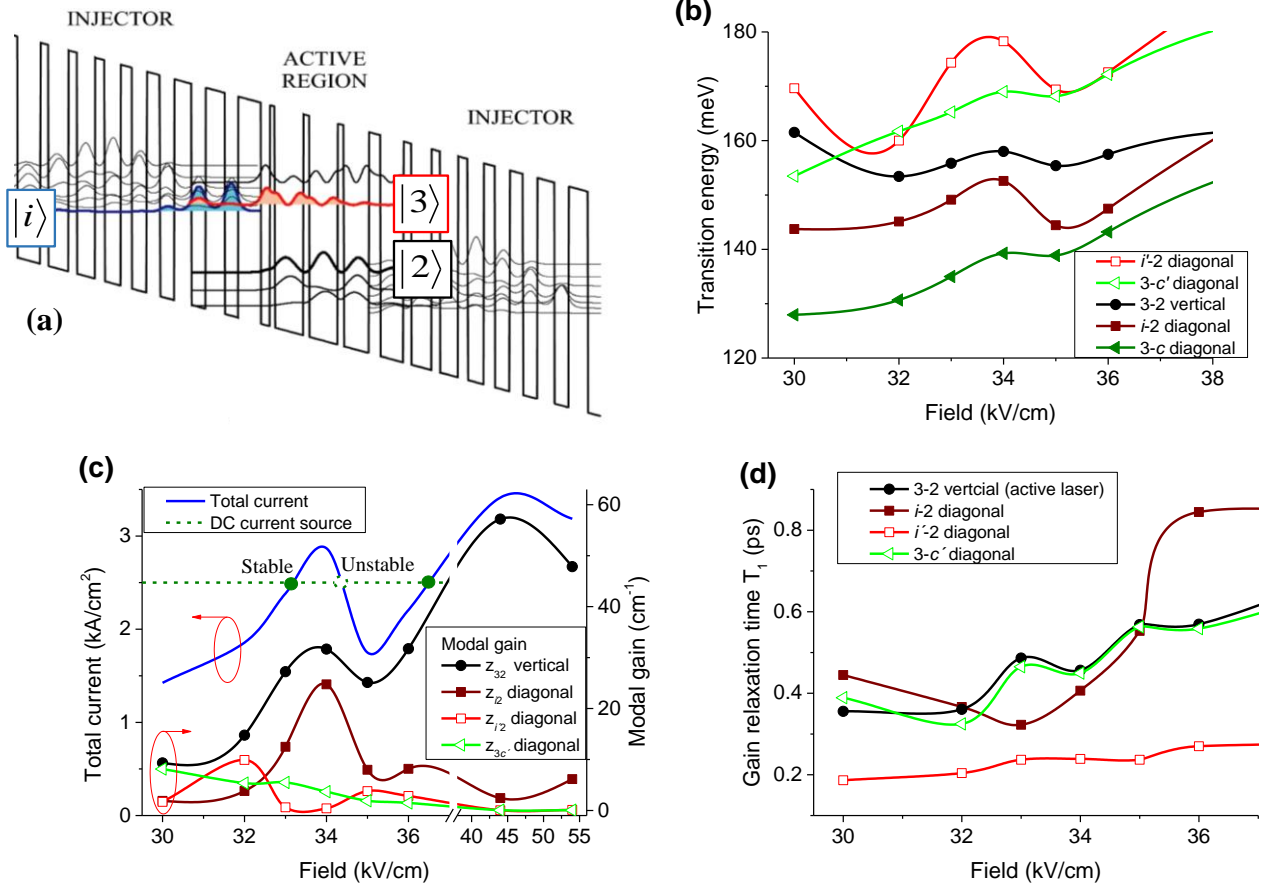 INJECTOR
ACTIVE
REGION
INJECTOR
|i⟩
|3⟩
|2⟩
(a)
(b)
Transition energy (meV)
180
160
140
120
30 32 34 36 38
Field (kV/cm)
i'-2 diagonal
3-c' diagonal
3-2 vertical
i-2 diagonal
3-c diagonal
(c)
Total current
DC current source
Stable
Unstable
Modal gain
z32 vertical
zi2 diagonal
zi'2 diagonal
z3c' diagonal
Total current (kA/cm²)
3
2
1
0
Modal gain (cm⁻¹)
60
40
20
0
30 32 34 36 40 45 50 55
Field (kV/cm)
(d)
3-2 vertcial (active laser)
i-2 diagonal
i´-2 diagonal
3-c´ diagonal
Gain relaxation time T₁ (ps)
0.8
0.6
0.4
0.2
30 32 34 36
Field (kV/cm)